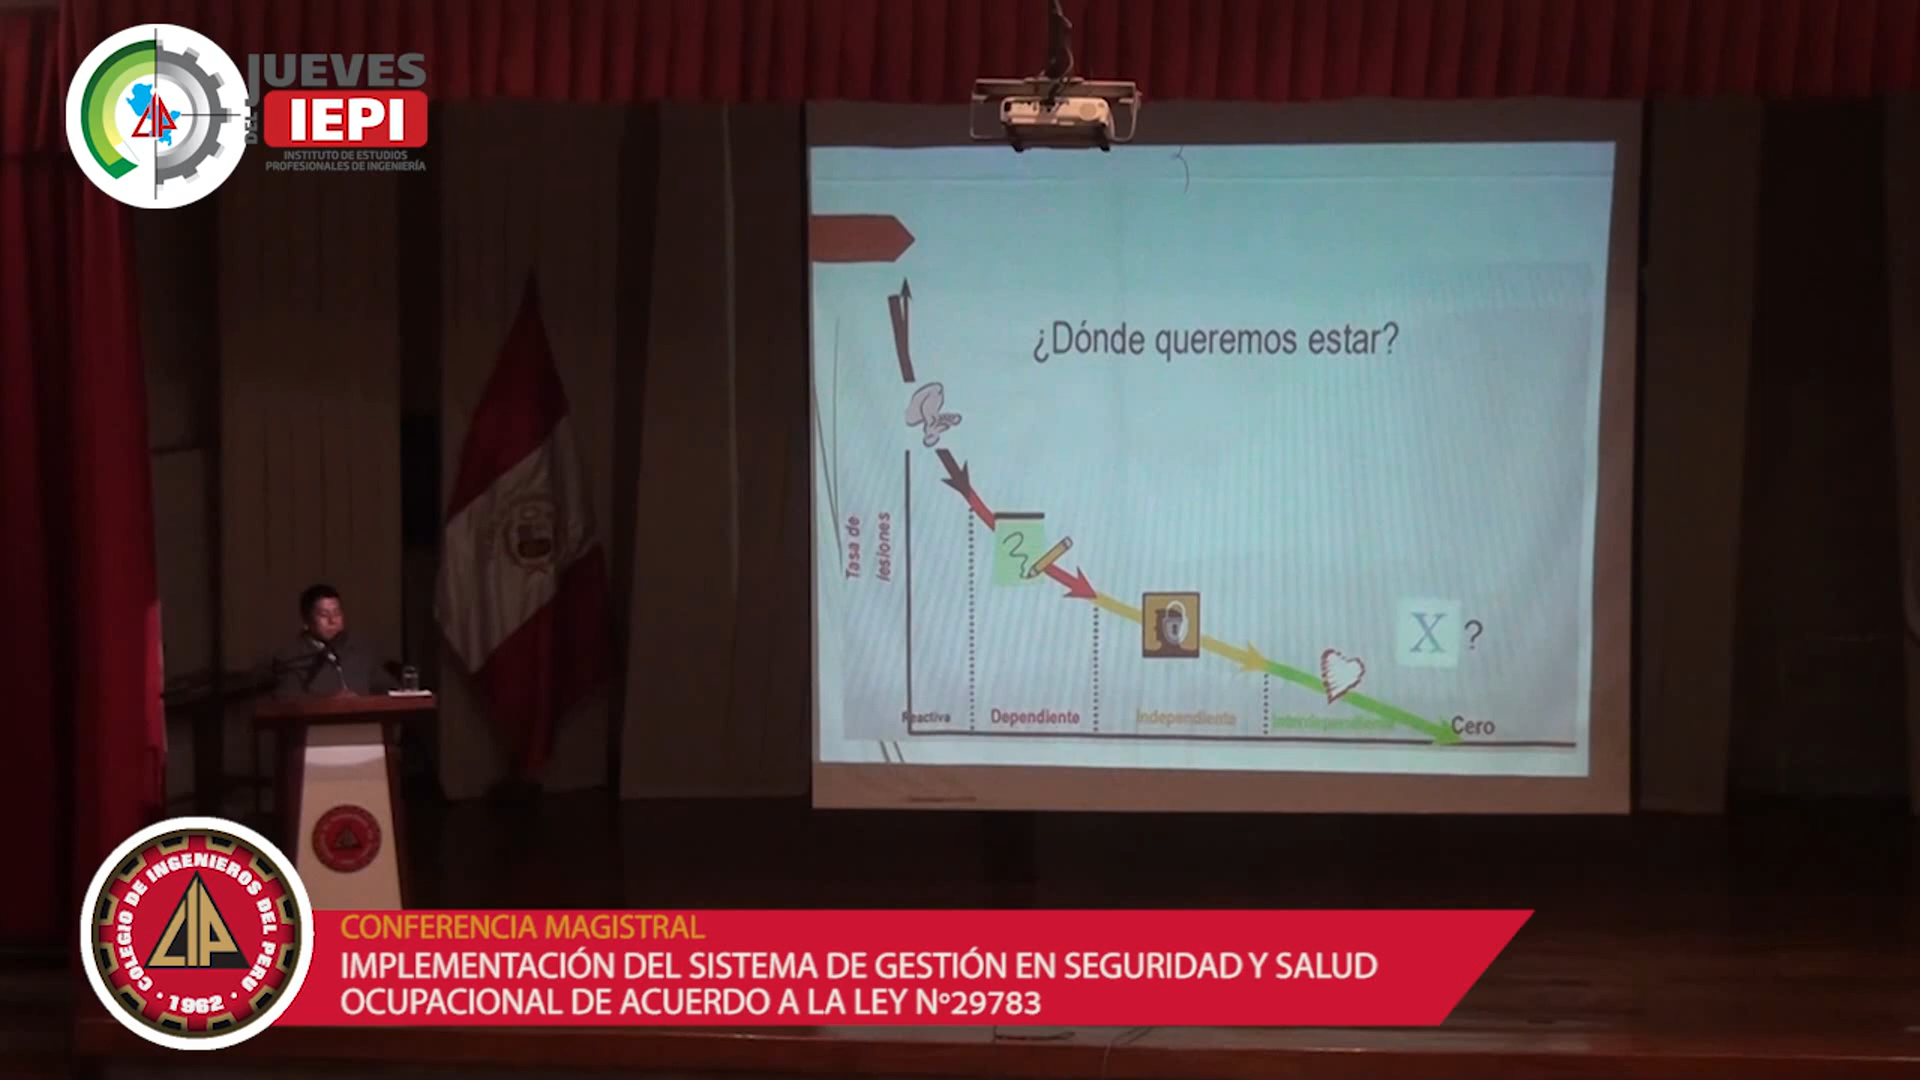 JUEVES
DEL
IEPI
INSTITUTO DE ESTUDIOS
PROFESIONALES DE INGENIERÍA
¿Dónde queremos estar?
Tasa de
lesiones
X ?
Reactiva Dependiente Independiente Interdependiente Cero
COLEGIO DE INGENIEROS DEL PERU
CIP
· 1962 ·
CONFERENCIA MAGISTRAL
IMPLEMENTACIÓN DEL SISTEMA DE GESTIÓN EN SEGURIDAD Y SALUD
OCUPACIONAL DE ACUERDO A LA LEY N°29783